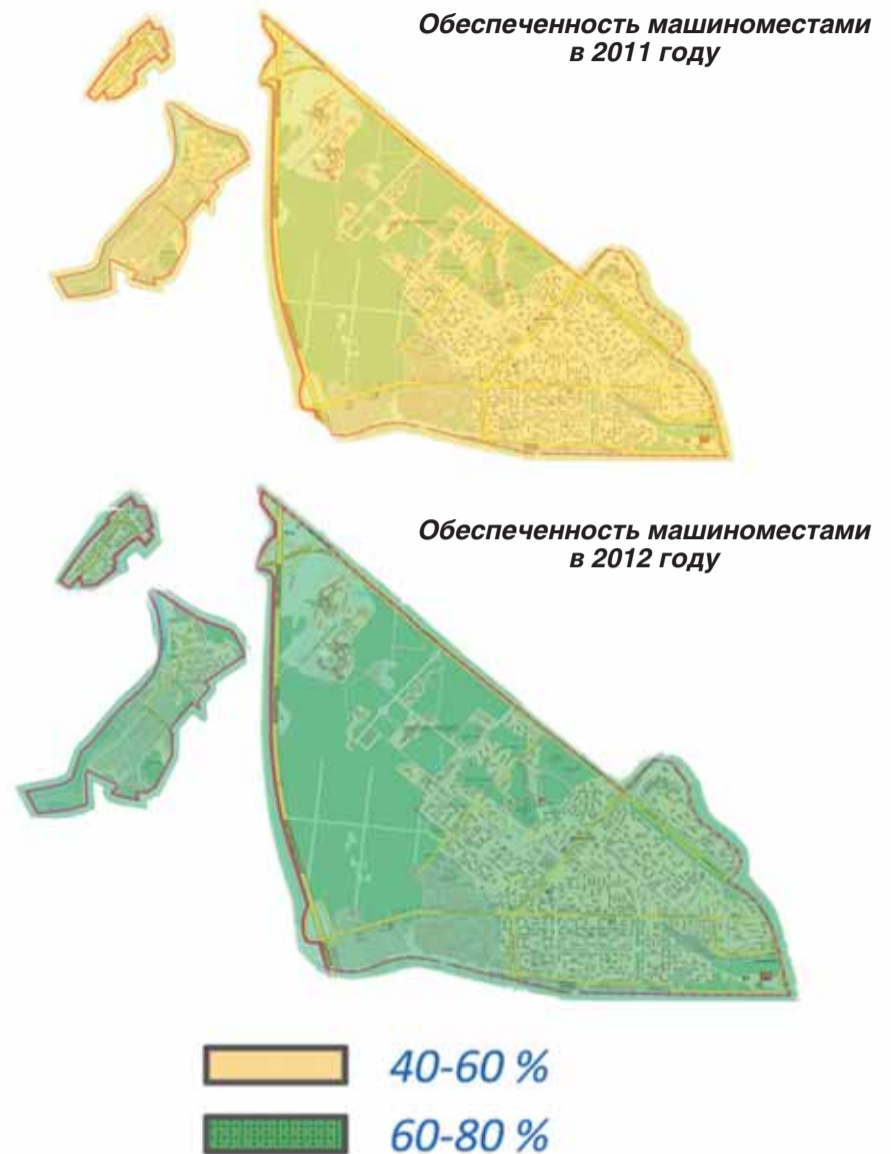 Обеспеченность машиноместами
в 2011 году
Обеспеченность машиноместами
в 2012 году
40-60 %
60-80 %